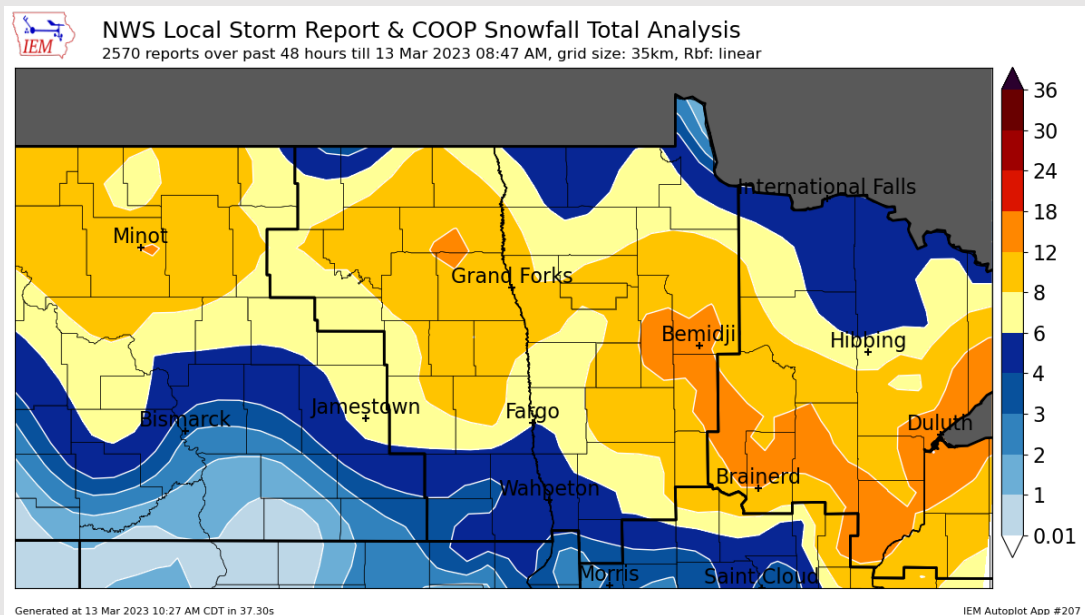 IEM
NWS Local Storm Report & COOP Snowfall Total Analysis
2570 reports over past 48 hours till 13 Mar 2023 08:47 AM, grid size: 35km, Rbf: linear
36
30
24
18
12
8
6
4
3
2
1
0.01
International Falls
Minot
Grand Forks
Bemidji
Hibbing
Bismarck
Jamestown
Fargo
Duluth
Wahpeton
Brainerd
Morris
Saint Cloud
Generated at 13 Mar 2023 10:27 AM CDT in 37.30s
IEM Autoplot App #207